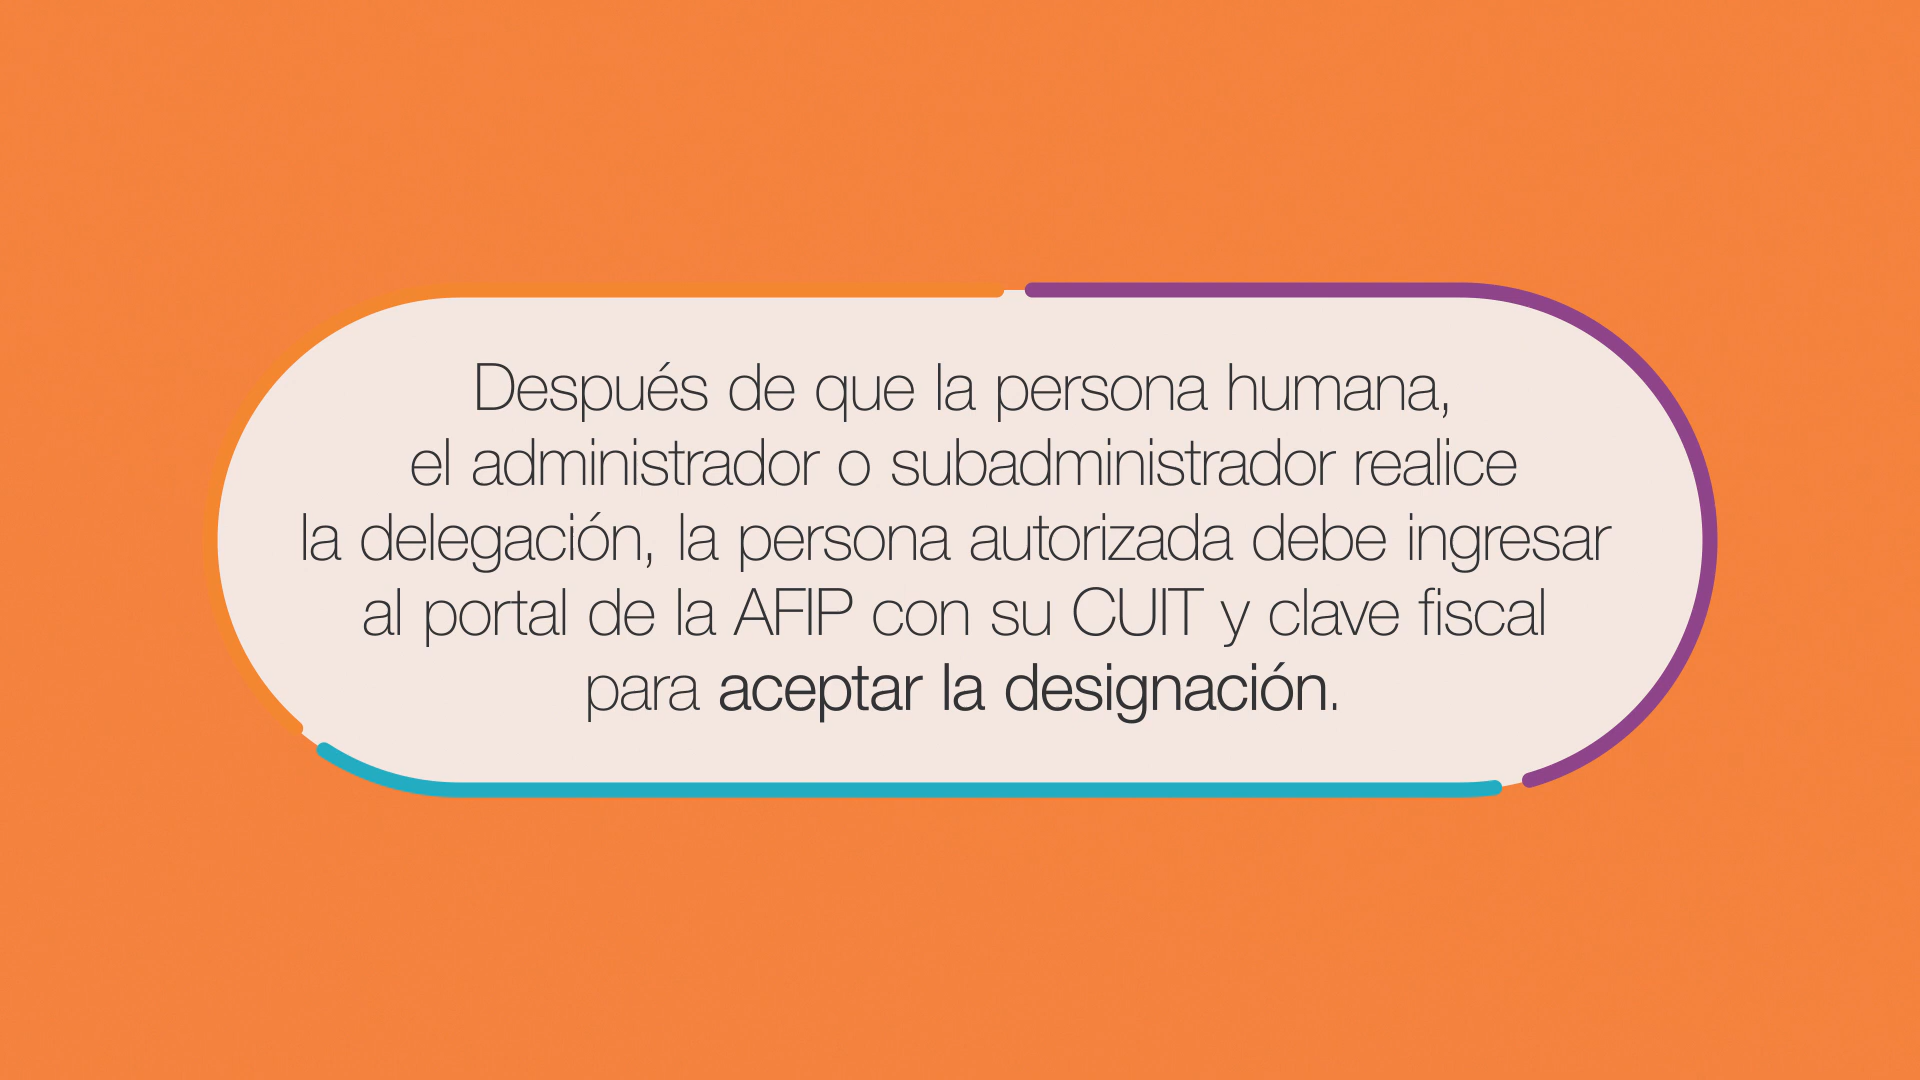 Después de que la persona humana,
el administrador o subadministrador realice
la delegación, la persona autorizada debe ingresar
al portal de la AFIP con su CUIT y clave fiscal
para aceptar la designación.